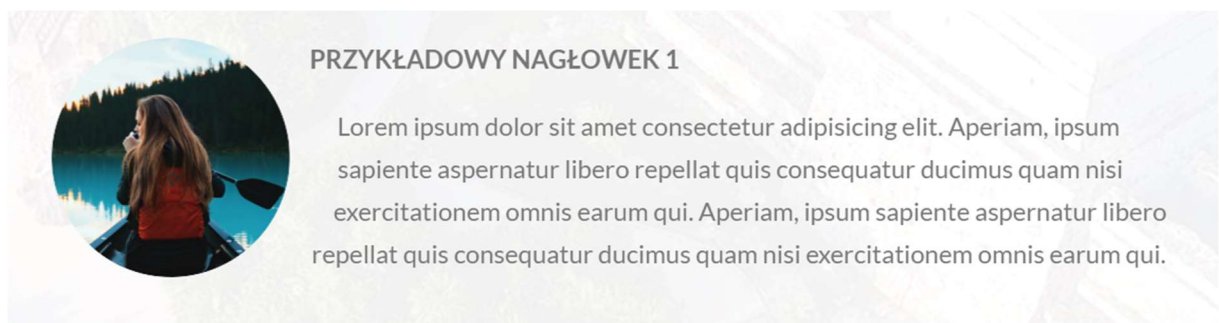 PRZYKŁADOWY NAGŁOWEK 1
Lorem ipsum dolor sit amet consectetur adipisicing elit. Aperiam, ipsum
sapiente aspernatur libero repellat quis consequatur ducimus quam nisi
exercitationem omnis earum qui. Aperiam, ipsum sapiente aspernatur libero
repellat quis consequatur ducimus quam nisi exercitationem omnis earum qui.